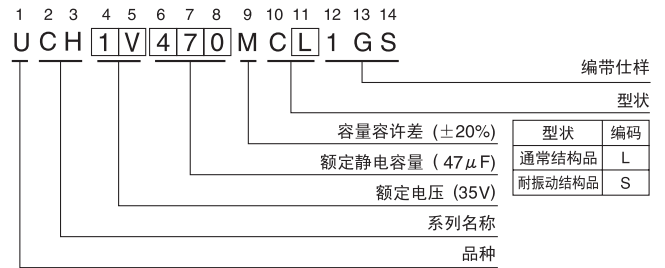 1 2 3 4 5 6 7 8 9 10 11 12 13 14
U C H 1 V 4 7 0 M C L 1 G S
编带仕样
型状
容量容许差 (±20%)
额定静电容量 ( 47μF)
额定电压 (35V)
系列名称
品种
型状 编码
通常结构品 L
耐振动结构品 S